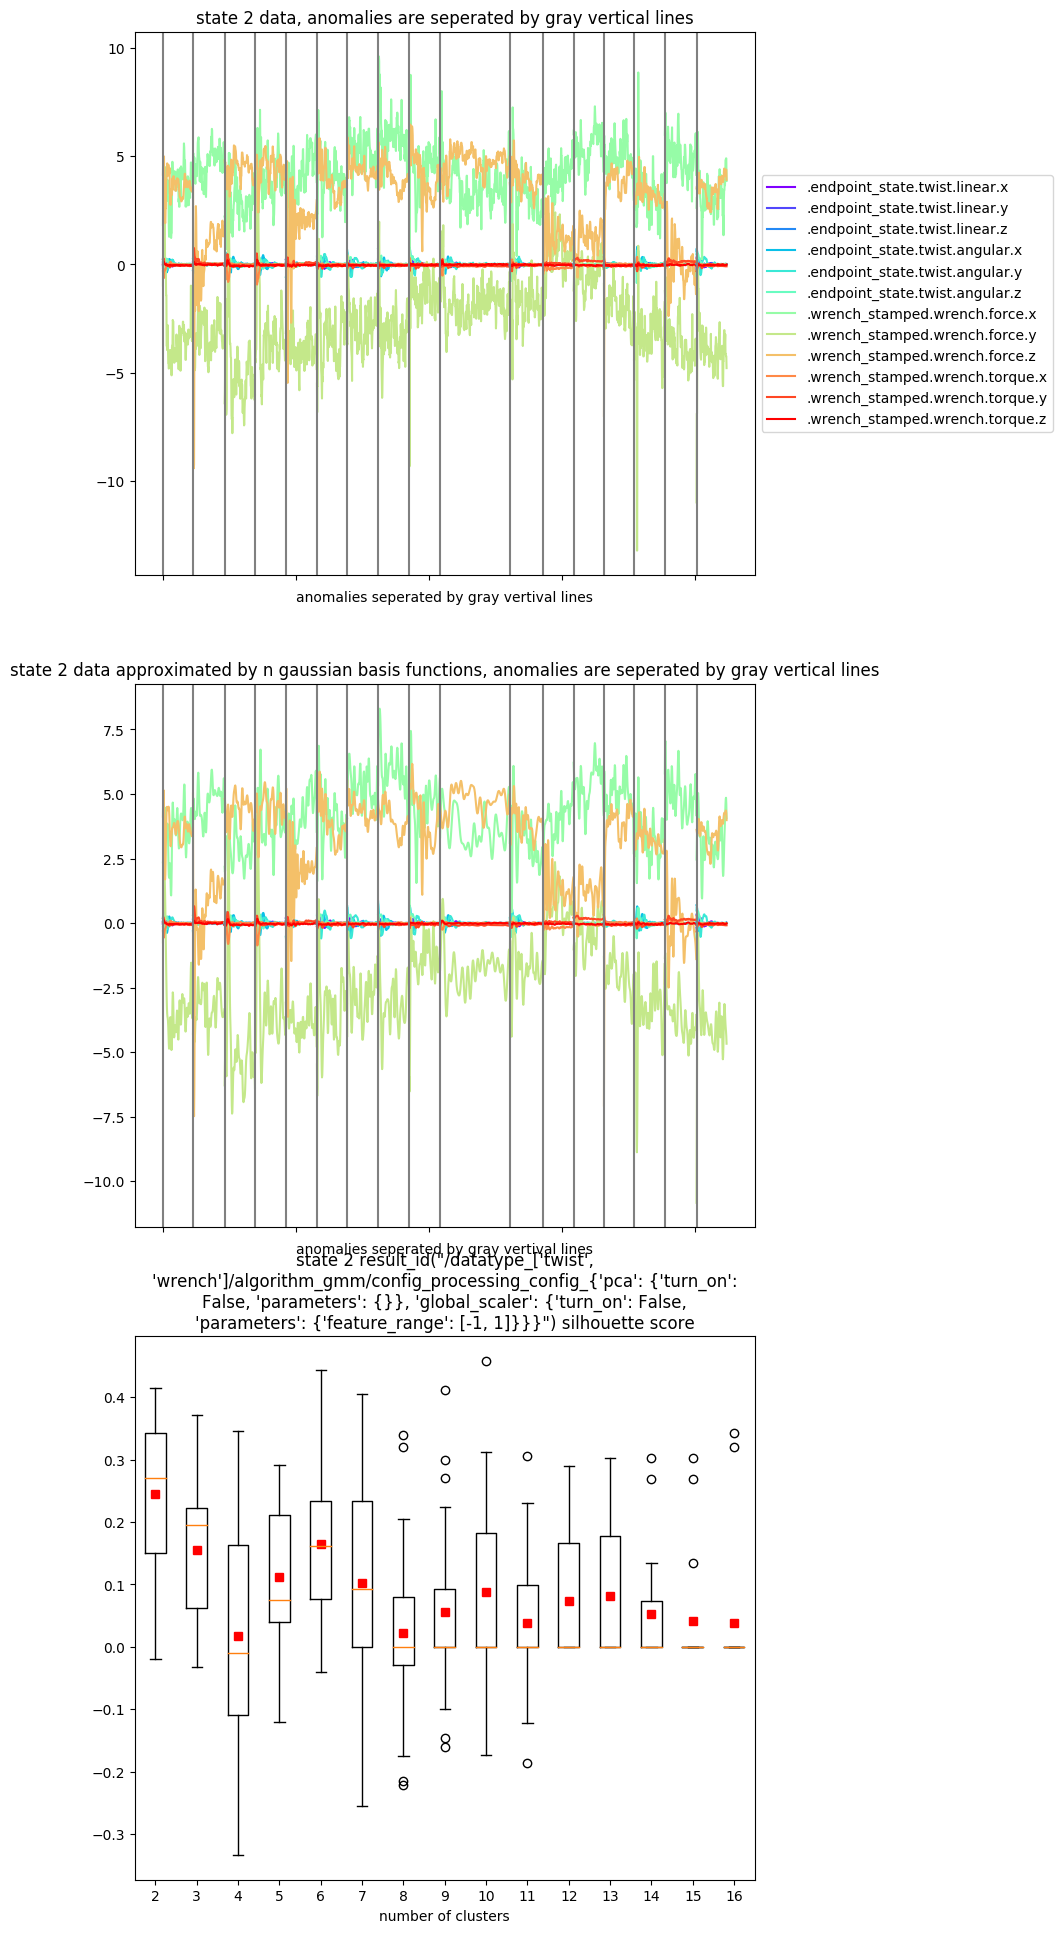 state 2 data, anomalies are seperated by gray vertical lines
10
5
0
−5
−10
anomalies seperated by gray vertival lines
.endpoint_state.twist.linear.x
.endpoint_state.twist.linear.y
.endpoint_state.twist.linear.z
.endpoint_state.twist.angular.x
.endpoint_state.twist.angular.y
.endpoint_state.twist.angular.z
.wrench_stamped.wrench.force.x
.wrench_stamped.wrench.force.y
.wrench_stamped.wrench.force.z
.wrench_stamped.wrench.torque.x
.wrench_stamped.wrench.torque.y
.wrench_stamped.wrench.torque.z
state 2 data approximated by n gaussian basis functions, anomalies are seperated by gray vertical lines
7.5
5.0
2.5
0.0
−2.5
−5.0
−7.5
−10.0
anomalies seperated by gray vertival lines
state 2 result_id("/datatype_['twist',
'wrench']/algorithm_gmm/config_processing_config_{'pca': {'turn_on':
False, 'parameters': {}}, 'global_scaler': {'turn_on': False,
'parameters': {'feature_range': [-1, 1]}}}") silhouette score
0.4
0.3
0.2
0.1
0.0
−0.1
−0.2
−0.3
2 3 4 5 6 7 8 9 10 11 12 13 14 15 16
number of clusters